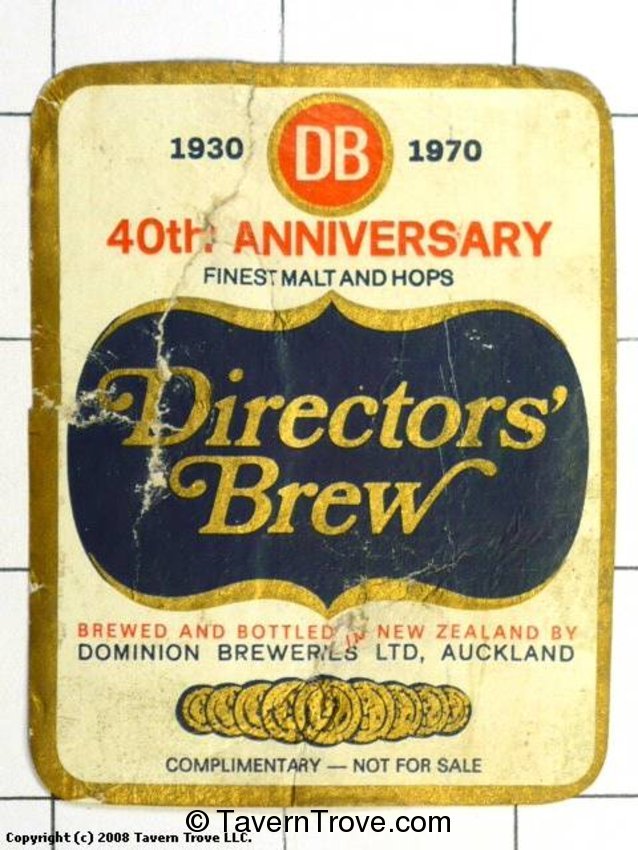 1930 DB 1970
40th ANNIVERSARY
FINEST MALT AND HOPS
Directors'
Brew
BREWED AND BOTTLED IN NEW ZEALAND BY
DOMINION BREWERIES LTD, AUCKLAND
COMPLIMENTARY — NOT FOR SALE
© TavernTrove.com
Copyright (c) 2008 Tavern Trove LLC.